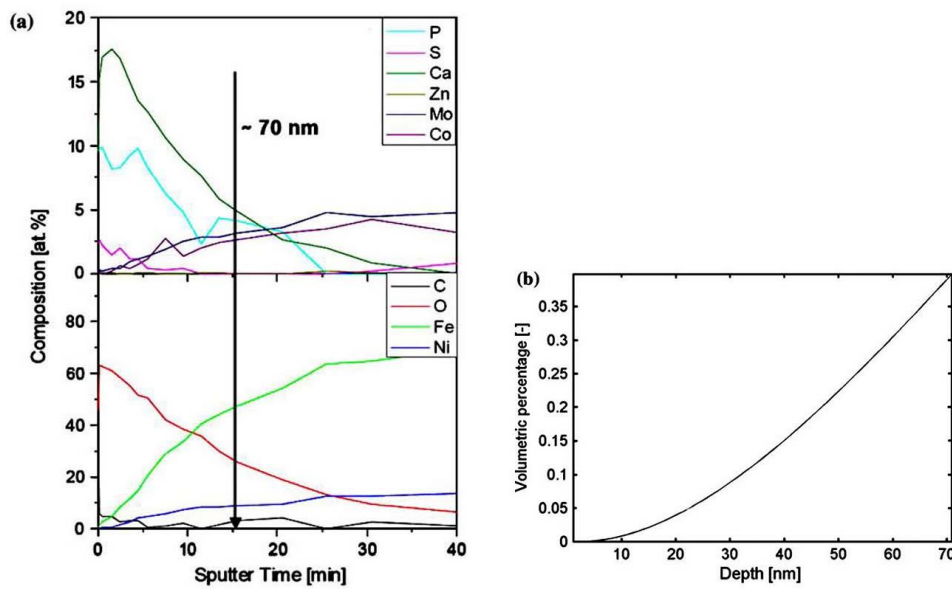 (a)
20
15
10
5
0
P
S
Ca
Zn
Mo
Co
~ 70 nm
Composition [at.%]
80
60
40
20
0
C
O
Fe
Ni
0
10
20
30
40
Sputter Time [min]
(b)
0.35
0.3
0.25
0.2
0.15
0.1
0.05
0
Volumetric percentage [-]
10
20
30
40
50
60
70
Depth [nm]